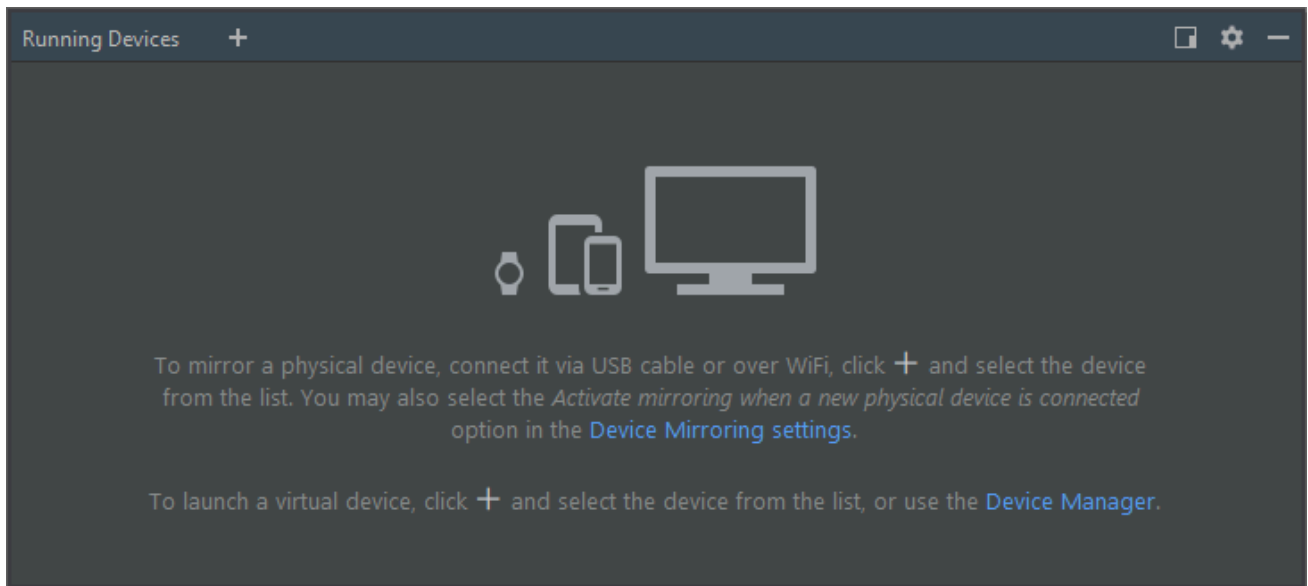 Running Devices
To mirror a physical device, connect it via USB cable or over WiFi, click + and select the device
from the list. You may also select the Activate mirroring when a new physical device is connected
option in the Device Mirroring settings.
To launch a virtual device, click + and select the device from the list, or use the Device Manager.